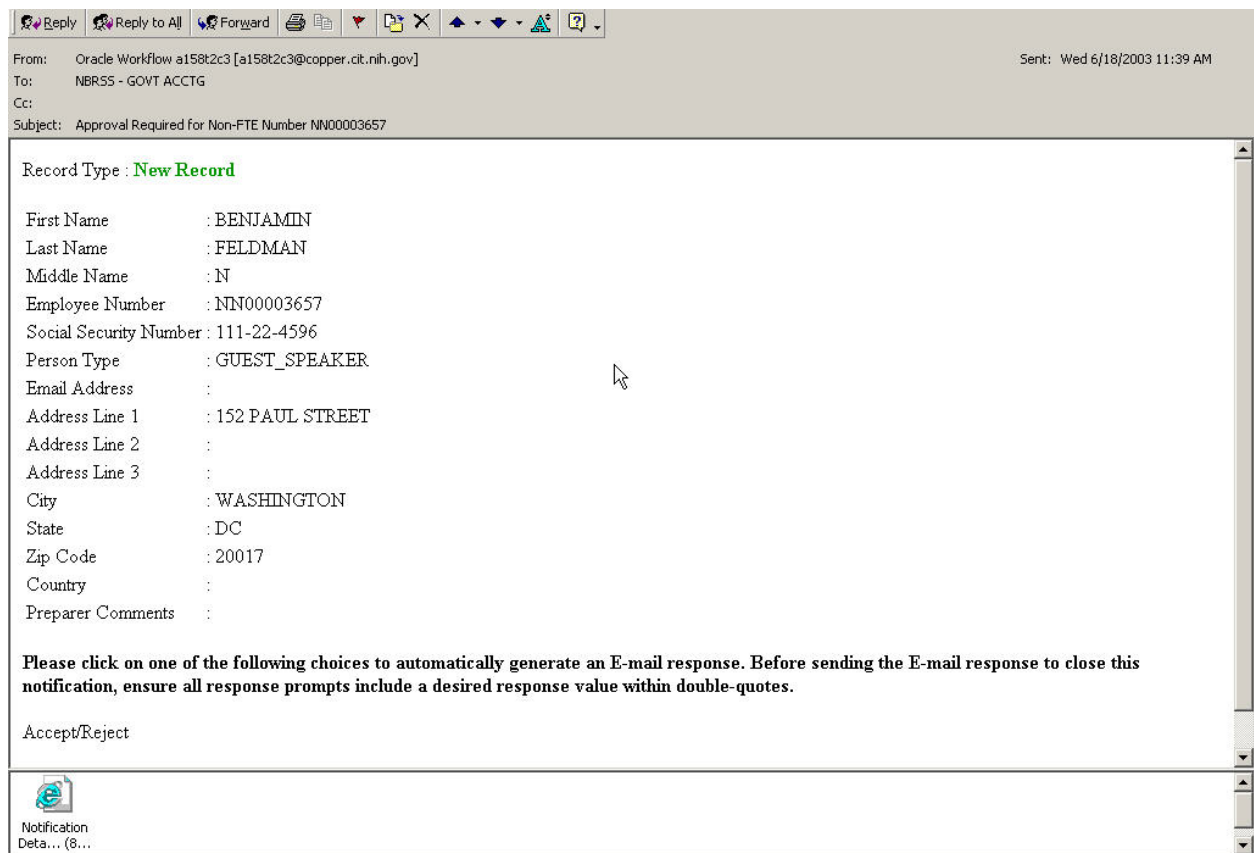 Reply Reply to All Forward
From: Oracle Workflow a158t2c3 [a158t2c3@copper.cit.nih.gov] Sent: Wed 6/18/2003 11:39 AM
To: NBRSS - GOVT ACCTG
Cc:
Subject: Approval Required for Non-FTE Number NN00003657
Record Type : New Record
First Name : BENJAMIN
Last Name : FELDMAN
Middle Name : N
Employee Number : NN00003657
Social Security Number : 111-22-4596
Person Type : GUEST_SPEAKER
Email Address :
Address Line 1 : 152 PAUL STREET
Address Line 2 :
Address Line 3 :
City : WASHINGTON
State : DC
Zip Code : 20017
Country :
Preparer Comments :
Please click on one of the following choices to automatically generate an E-mail response. Before sending the E-mail response to close this
notification, ensure all response prompts include a desired response value within double-quotes.
Accept/Reject
Notification
Deta... (8...